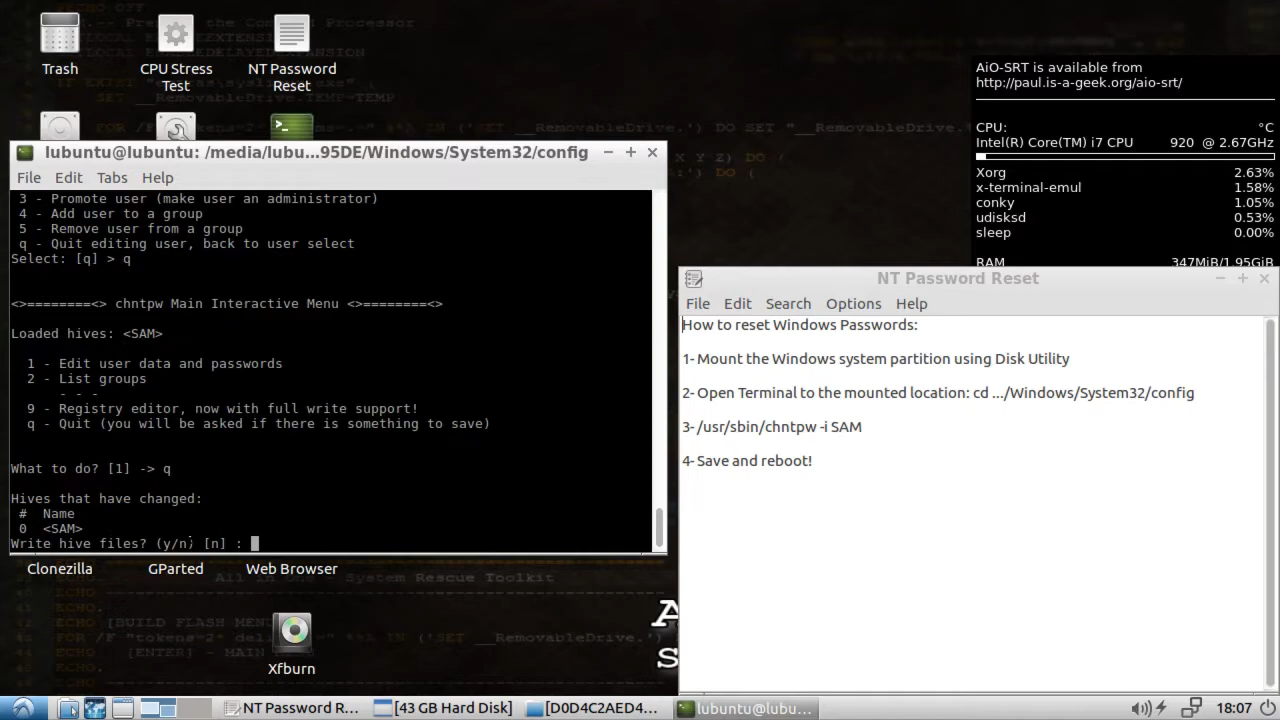 Trash
CPU Stress
Test
NT Password
Reset
lubuntu@lubuntu: /media/lubu...95DE/Windows/System32/config
File Edit Tabs Help
3 - Promote user (make user an administrator)
4 - Add user to a group
5 - Remove user from a group
q - Quit editing user, back to user select
Select: [q] > q
<>========<> chntpw Main Interactive Menu <>========<>
Loaded hives: <SAM>
1 - Edit user data and passwords
2 - List groups
- - -
9 - Registry editor, now with full write support!
q - Quit (you will be asked if there is something to save)
What to do? [1] -> q
Hives that have changed:
# Name
0 <SAM>
Write hive files? (y/n) [n] :
AiO-SRT is available from
http://paul.is-a-geek.org/aio-srt/
CPU: °C
Intel(R) Core(TM) i7 CPU 920 @ 2.67GHz
Xorg 2.63%
x-terminal-emul 1.58%
conky 1.05%
udisksd 0.53%
sleep 0.00%
RAM 347MiB/1.95GiB
NT Password Reset
File Edit Search Options Help
How to reset Windows Passwords:
1- Mount the Windows system partition using Disk Utility
2- Open Terminal to the mounted location: cd .../Windows/System32/config
3- /usr/sbin/chntpw -i SAM
4- Save and reboot!
Clonezilla
GParted
Web Browser
Xfburn
NT Password R...
[43 GB Hard Disk]
[D0D4C2AED4...
lubuntu@lubu...
18:07